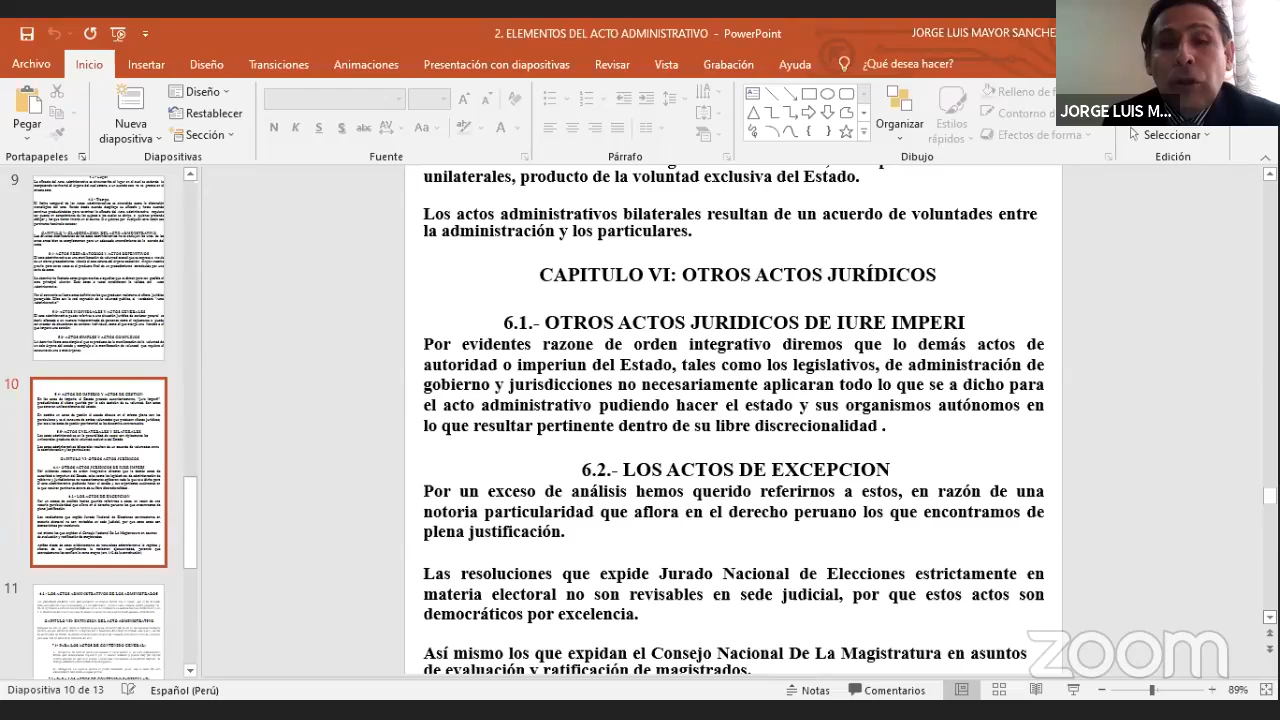 2. ELEMENTOS DEL ACTO ADMINISTRATIVO - PowerPoint
JORGE LUIS MAYOR SANCHE
Archivo Inicio Insertar Diseño Transiciones Animaciones Presentación con diapositivas Revisar Vista Grabación Ayuda ¿Qué desea hacer?
JORGE LUIS M...
Pegar
Nueva
diapositiva
Diseño
Restablecer
Sección
N K S S abc AV Aa A
Organizar
Estilos
rápidos
Relleno de
Contorno d
Efectos de forma
Seleccionar
Portapapeles Diapositivas Fuente Párrafo Dibujo Edición
9
10
11
unilaterales, producto de la voluntad exclusiva del Estado.
Los actos administrativos bilaterales resultan de un acuerdo de voluntades entre
la administración y los particulares.
CAPITULO VI: OTROS ACTOS JURÍDICOS
6.1.- OTROS ACTOS JURIDICOS DE IURE IMPERI
Por evidentes razone de orden integrativo diremos que lo demás actos de
autoridad o imperiun del Estado, tales como los legislativos, de administración de
gobierno y jurisdicciones no necesariamente aplicaran todo lo que se a dicho para
el acto administrativo pudiendo hacer el estado y sus organismos autónomos en
lo que resultar pertinente dentro de su libre discrecionalidad .
6.2.- LOS ACTOS DE EXCEPCION
Por un exceso de análisis hemos querido referirnos a estos, en razón de una
notoria particularidad que aflora en el derecho peruano los que encontramos de
plena justificación.
Las resoluciones que expide Jurado Nacional de Elecciones estrictamente en
materia electoral no son revisables en sede judicial, por que estos actos son
democráticos por excelencia.
Así mismo los que expidan el Consejo Nacional De La Magistratura en asuntos
de evaluación y ratificación de magistrados.
zoom
Diapositiva 10 de 13 Español (Perú) Notas Comentarios 89%